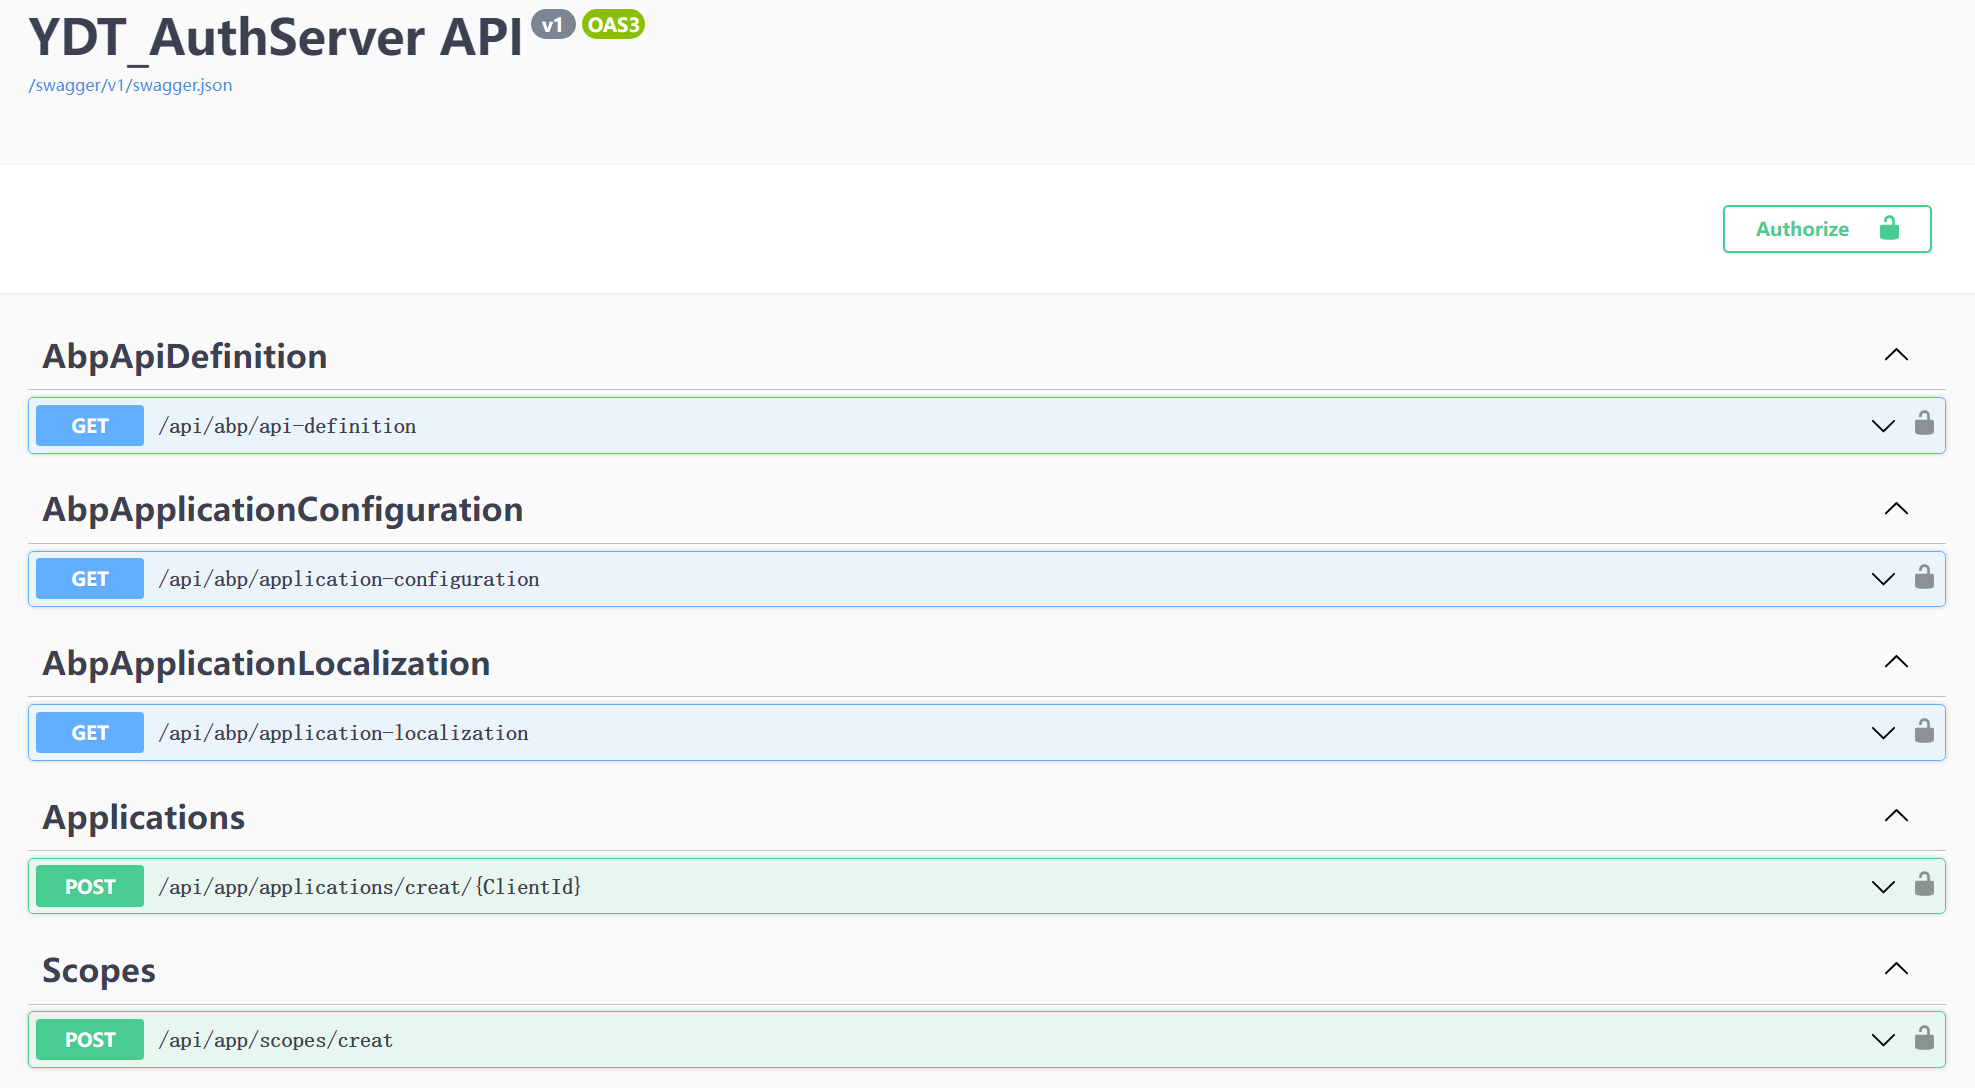 YDT_AuthServer API v1 OAS3
/swagger/v1/swagger.json
Authorize
AbpApiDefinition
GET /api/abp/api-definition
AbpApplicationConfiguration
GET /api/abp/application-configuration
AbpApplicationLocalization
GET /api/abp/application-localization
Applications
POST /api/app/applications/creat/{ClientId}
Scopes
POST /api/app/scopes/creat